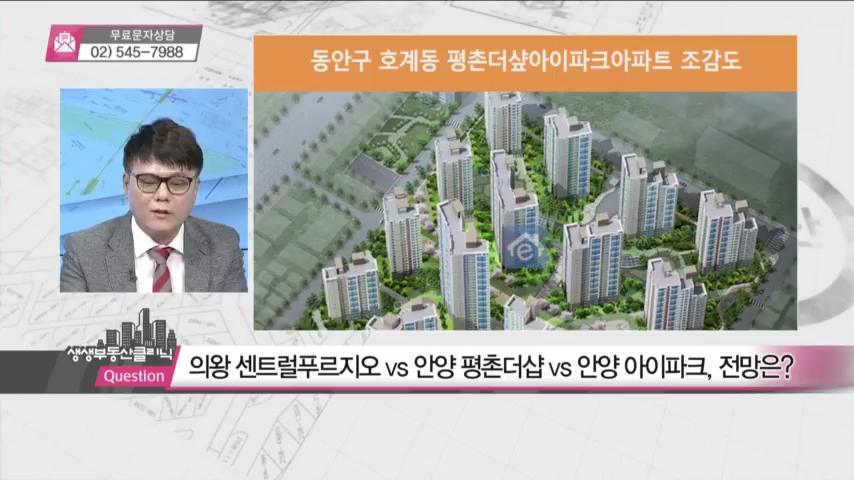 무료문자상담
02) 545-7988
동안구 호계동 평촌더샾아이파크아파트 조감도
생생부동산클리닉
Question
의왕 센트럴푸르지오 vs 안양 평촌더샵 vs 안양 아이파크, 전망은?